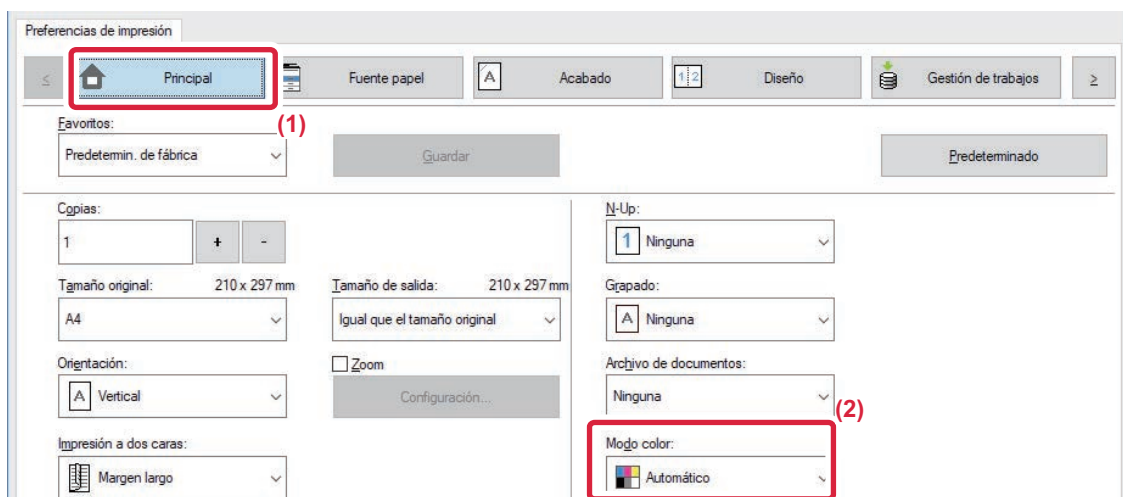 Preferencias de impresión
≤ Principal Fuente papel A Acabado 1 2 Diseño Gestión de trabajos ≥
(1)
Favoritos:
Predetermin. de fábrica Guardar Predeterminado
Copias: N-Up:
1 + - 1 Ninguna
Tamaño original: 210 x 297 mm Tamaño de salida: 210 x 297 mm Grapado:
A4 Igual que el tamaño original A Ninguna
Orientación: Zoom Archivo de documentos:
A Vertical Configuración... Ninguna
(2)
Impresión a dos caras: Modo color:
Margen largo Automático